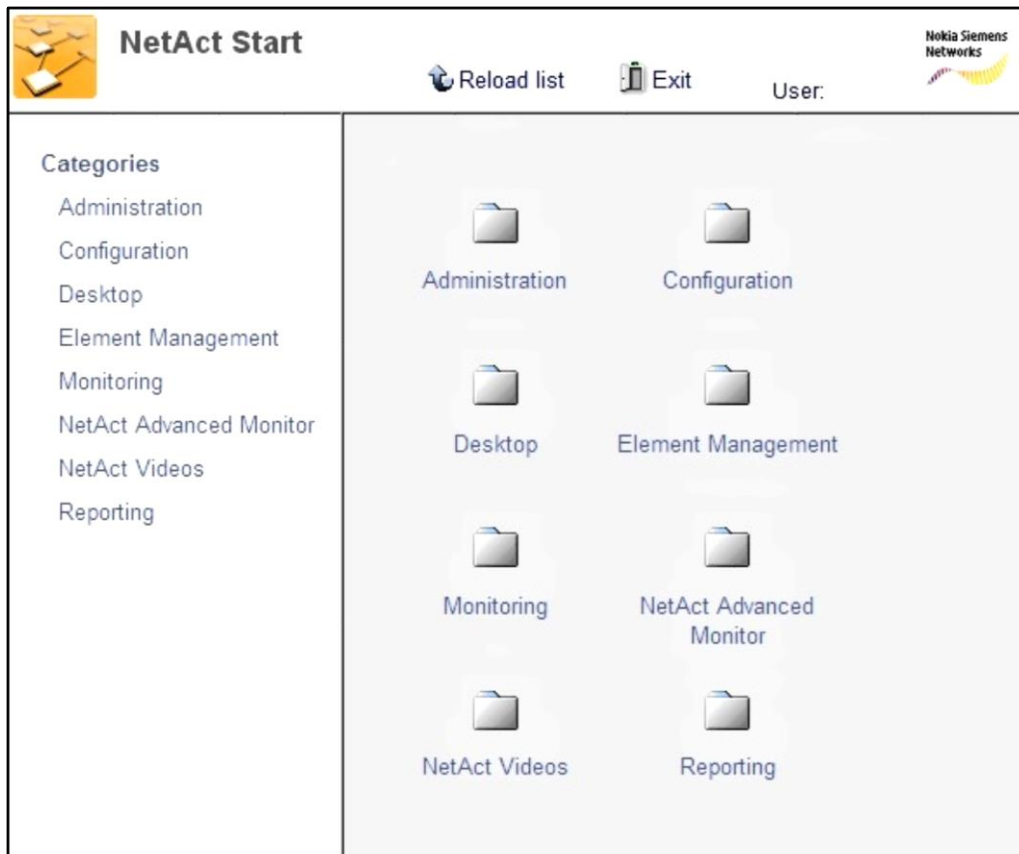 NetAct Start
Nokia Siemens
Networks
Reload list
Exit
User:
Categories
Administration
Configuration
Desktop
Element Management
Monitoring
NetAct Advanced Monitor
NetAct Videos
Reporting
Administration
Configuration
Desktop
Element Management
Monitoring
NetAct Advanced
Monitor
NetAct Videos
Reporting